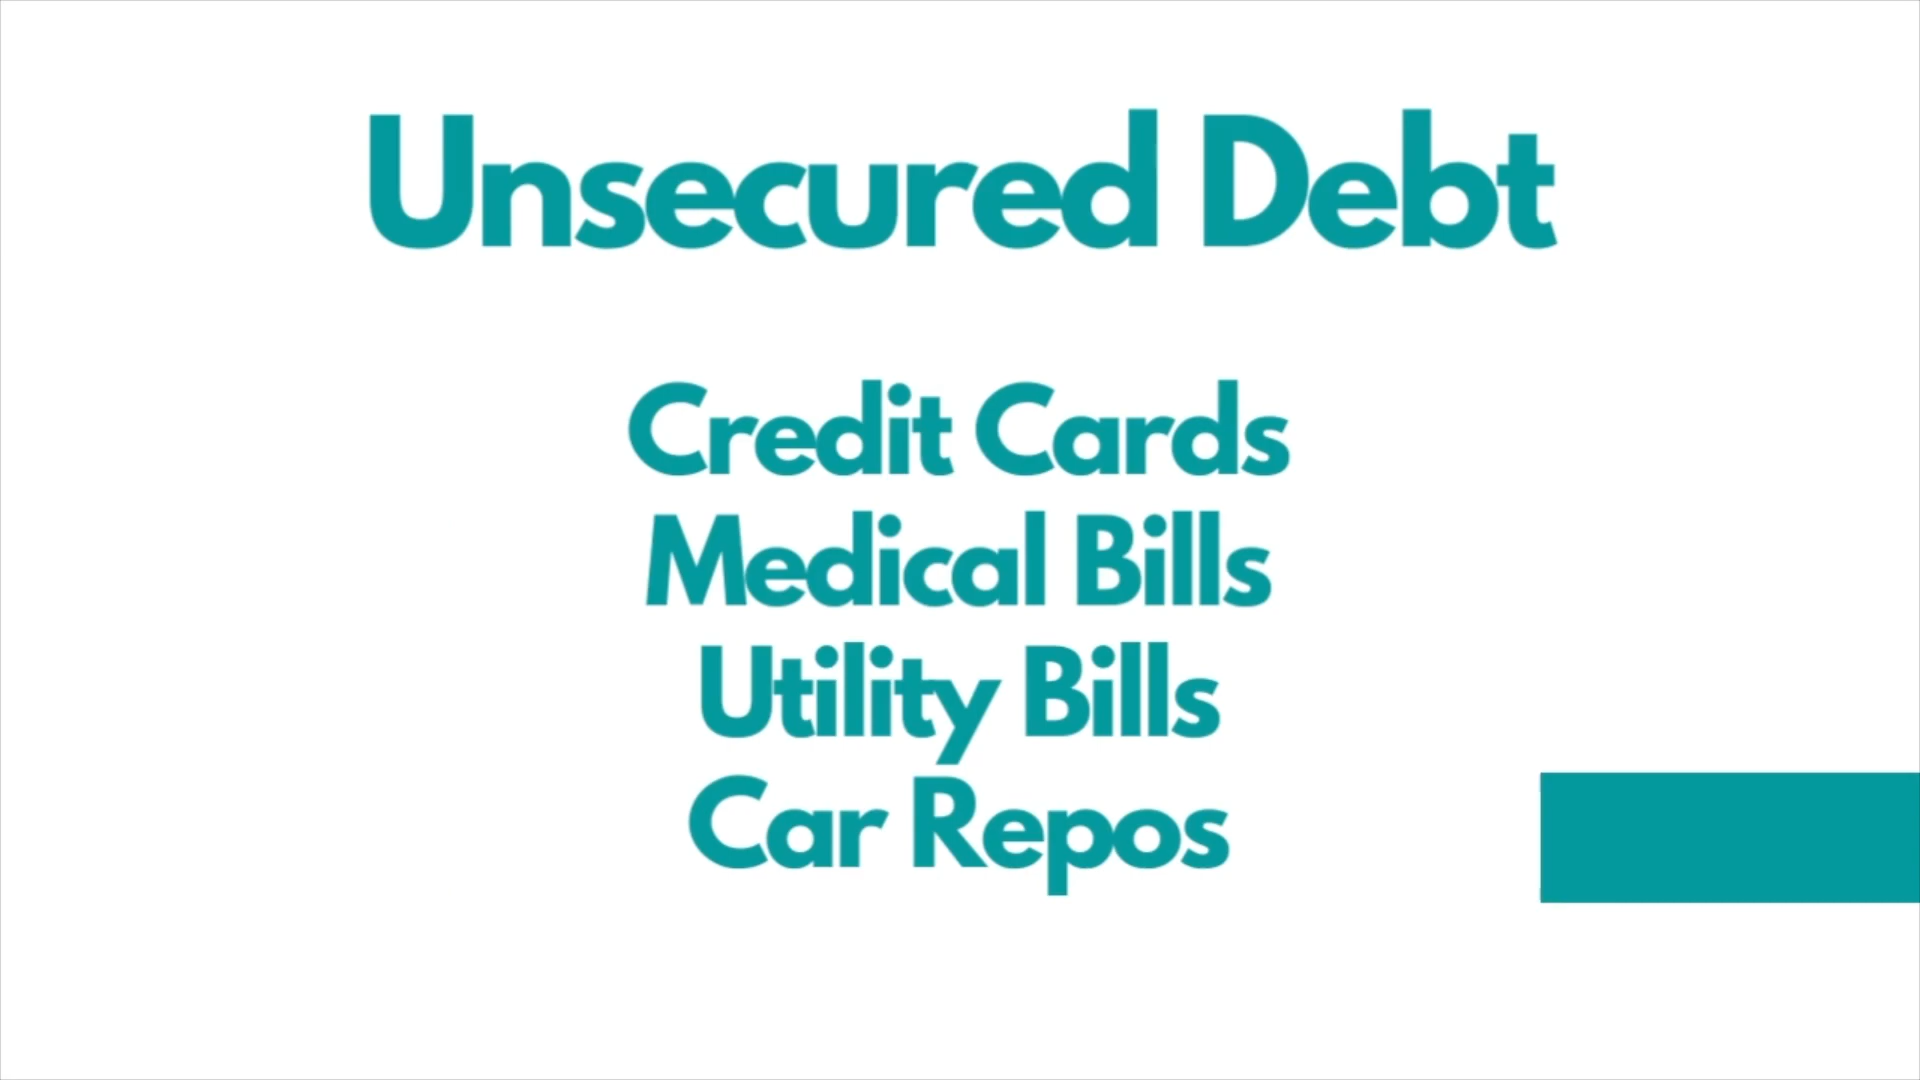 Unsecured Debt
Credit Cards
Medical Bills
Utility Bills
Car Repos